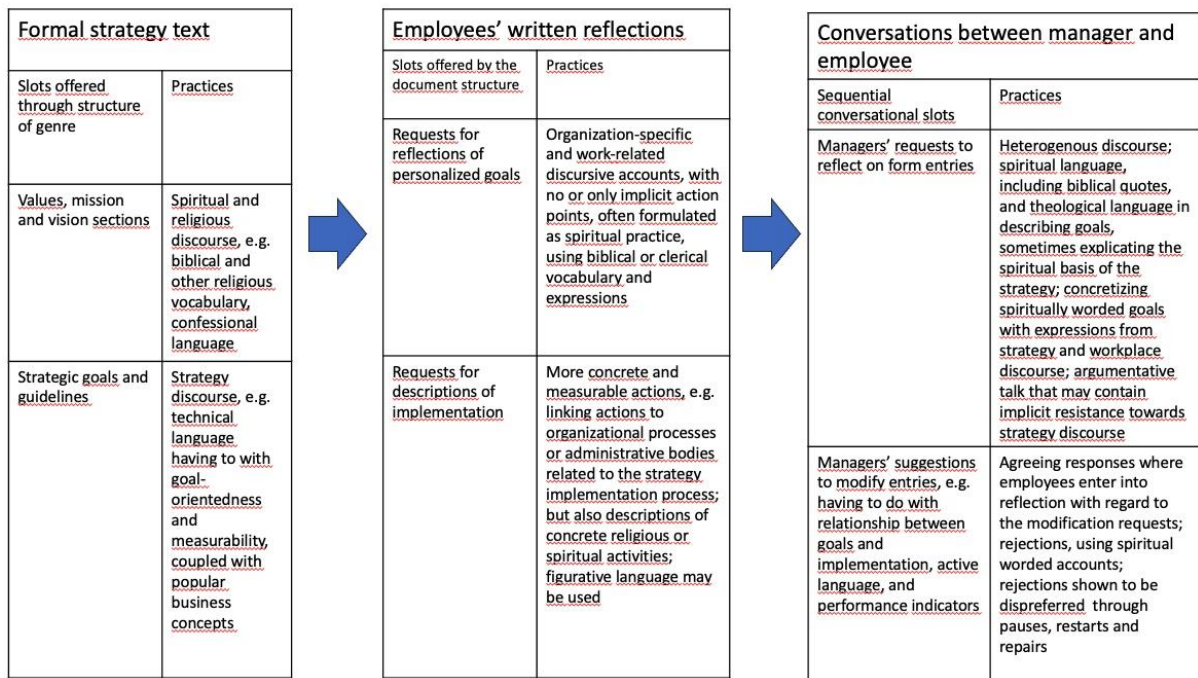 Formal strategy text
Slots offered
through structure
of genre
Practices
Values, mission
and vision sections
Spiritual and
religious
discourse, e.g.
biblical and
other religious
vocabulary,
confessional
language
Strategic goals and
guidelines
Strategy
discourse, e.g.
technical
language
having to with
goal-
orientedness
and
measurability,
coupled with
popular
business
concepts
Employees’ written reflections
Slots offered by the
document structure
Practices
Requests for
reflections of
personalized goals
Organization-specific
and work-related
discursive accounts, with
no or only implicit action
points, often formulated
as spiritual practice,
using biblical or clerical
vocabulary and
expressions
Requests for
descriptions of
implementation
More concrete and
measurable actions, e.g.
linking actions to
organizational processes
or administrative bodies
related to the strategy
implementation process;
but also descriptions of
concrete religious or
spiritual activities;
figurative language may
be used
Conversations between manager and
employee
Sequential
conversational slots
Practices
Managers’ requests to
reflect on form entries
Heterogenous discourse;
spiritual language,
including biblical quotes,
and theological language in
describing goals,
sometimes explicating the
spiritual basis of the
strategy; concretizing
spiritually worded goals
with expressions from
strategy and workplace
discourse; argumentative
talk that may contain
implicit resistance towards
strategy discourse
Managers’ suggestions
to modify entries, e.g.
having to do with
relationship between
goals and
implementation, active
language, and
performance indicators
Agreeing responses where
employees enter into
reflection with regard to
the modification requests;
rejections, using spiritual
worded accounts;
rejections shown to be
dispreferred through
pauses, restarts and
repairs